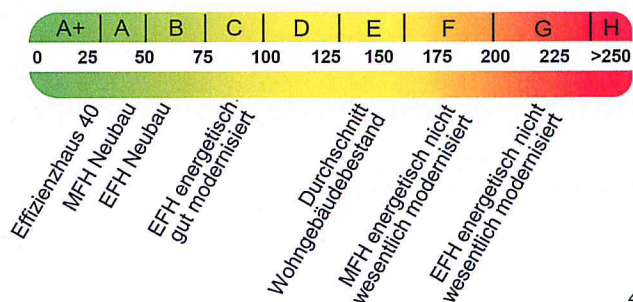 A+ A B C D E F G H
0 25 50 75 100 125 150 175 200 225 >250
Effizienzhaus 40
MFH Neubau
EFH Neubau
EFH energetisch
gut modernisiert
Durchschnitt
Wohngebäudebestand
MFH energetisch nicht
wesentlich modernisiert
EFH energetisch nicht
wesentlich modernisiert